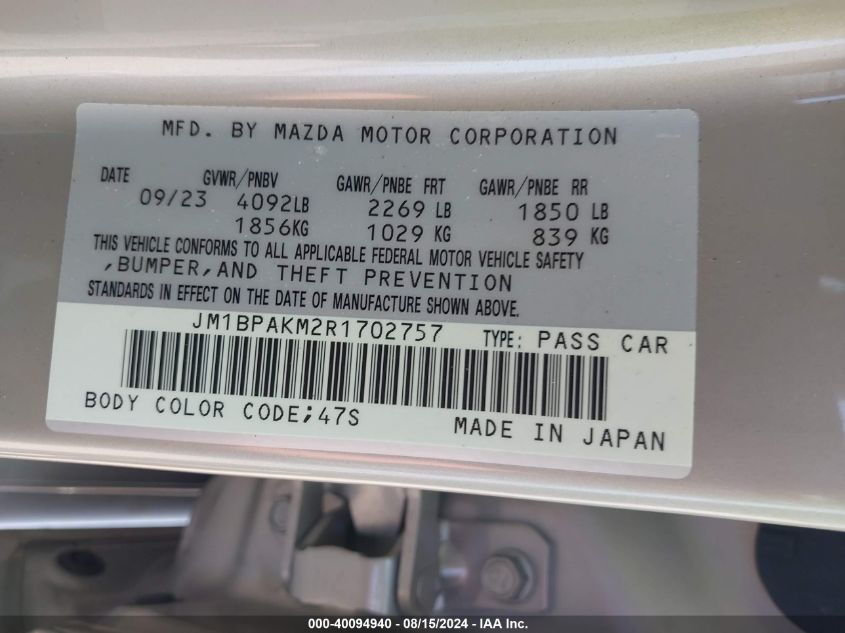 MFD. BY MAZDA MOTOR CORPORATION
DATE GVWR/PNBV GAWR/PNBE FRT GAWR/PNBE RR
09/23 4092LB 2269 LB 1850 LB
1856KG 1029 KG 839 KG
THIS VEHICLE CONFORMS TO ALL APPLICABLE FEDERAL MOTOR VEHICLE SAFETY
,BUMPER,AND THEFT PREVENTION
STANDARDS IN EFFECT ON THE DATE OF MANUFACTURE SHOWN ABOVE.
JM1BPAKM2R1702757 TYPE: PASS CAR
BODY COLOR CODE;47S MADE IN JAPAN
000-40094940 - 08/15/2024 - IAA Inc.